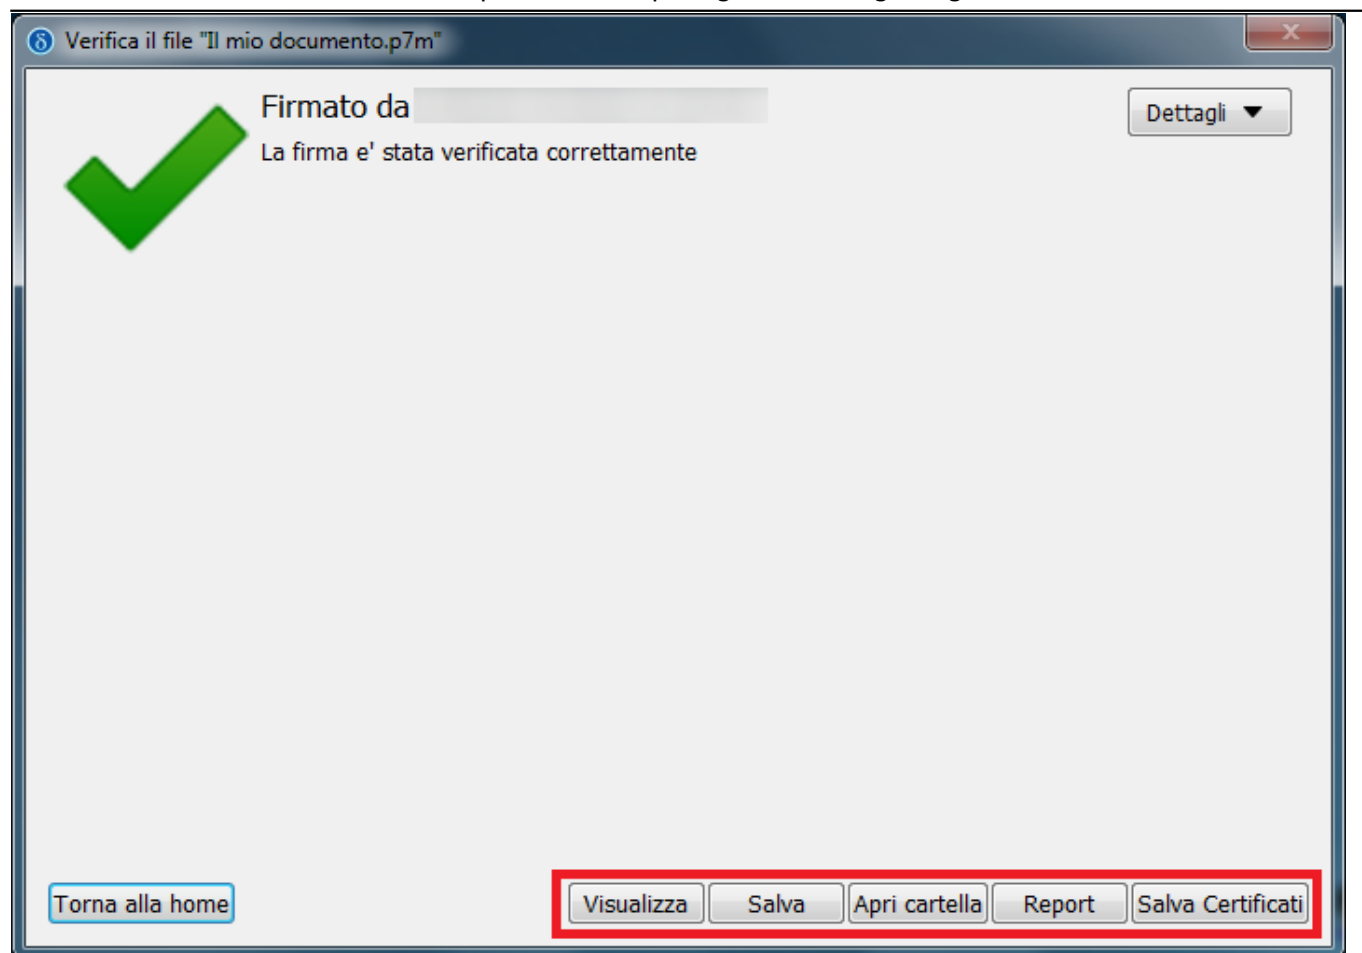 Verifica il file "Il mio documento.p7m"
Firmato da
Dettagli
La firma e' stata verificata correttamente
Torna alla home
Visualizza
Salva
Apri cartella
Report
Salva Certificati